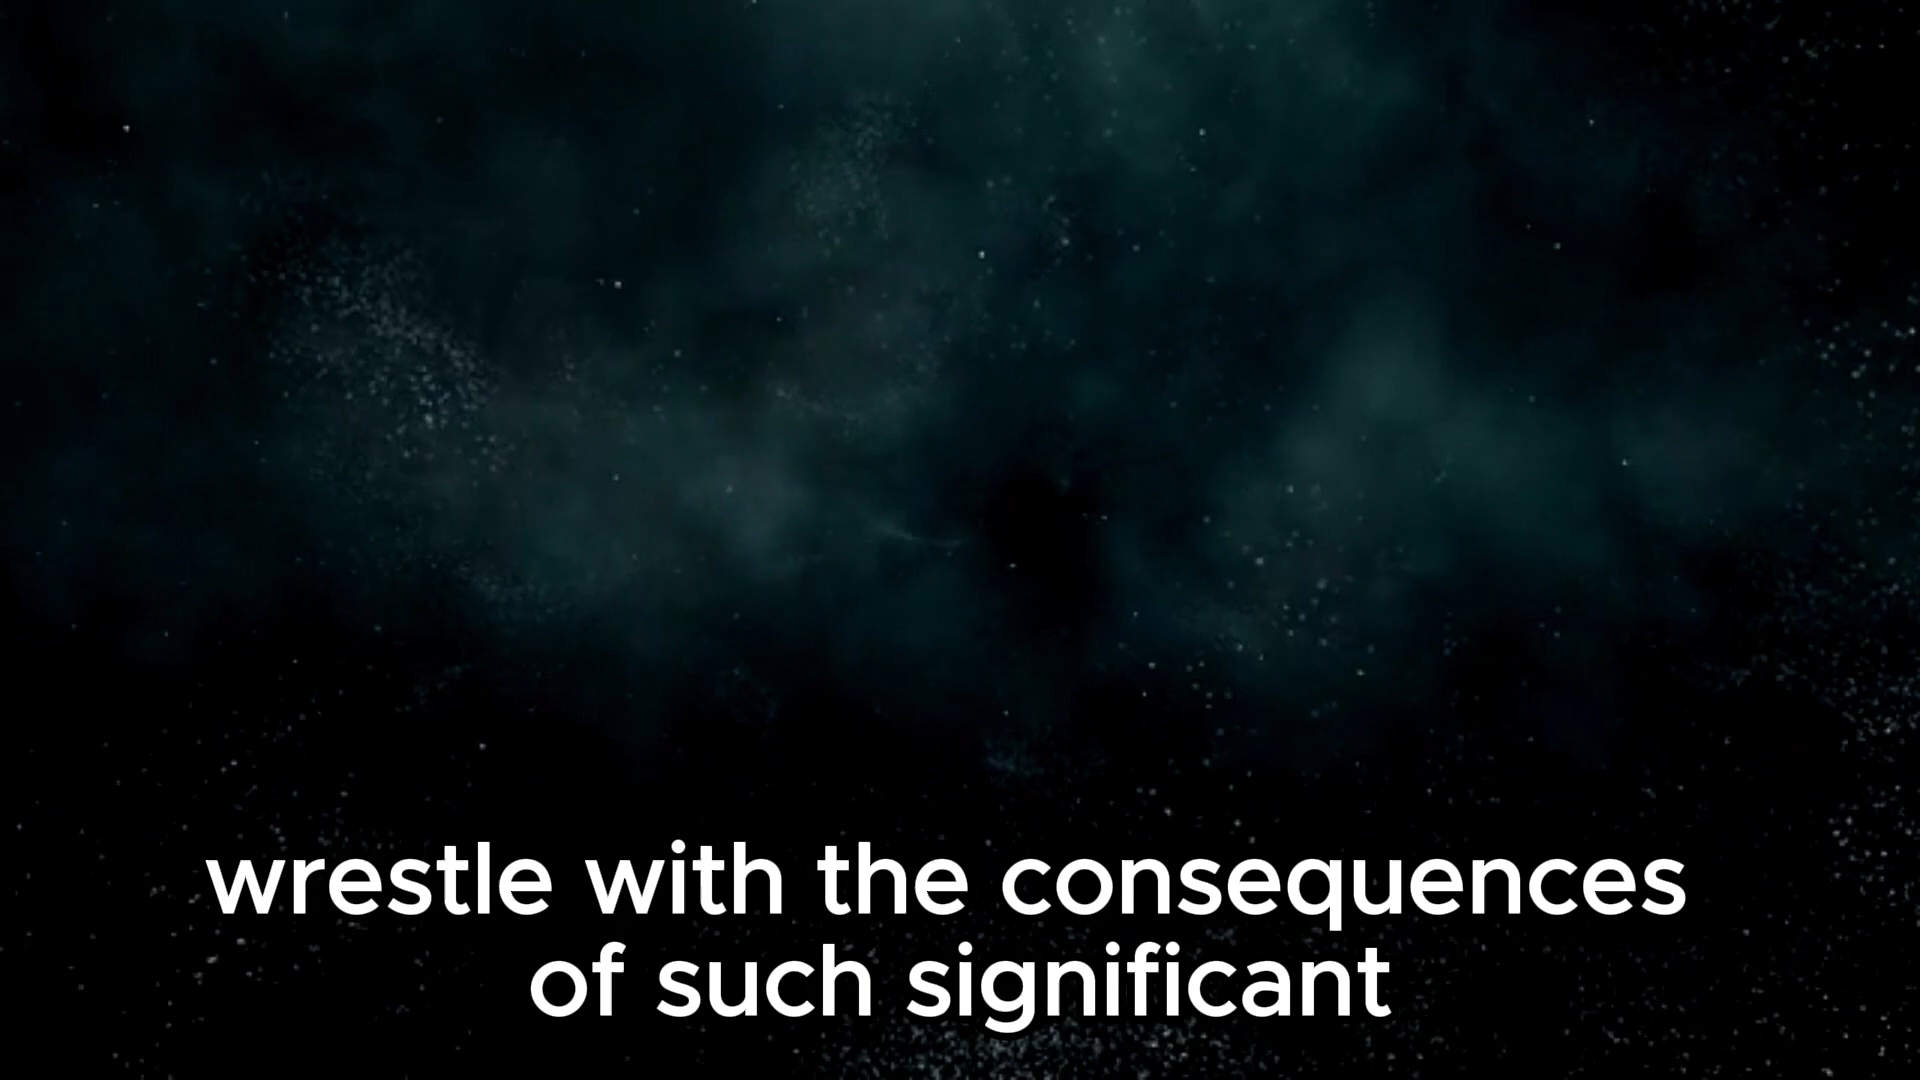 wrestle with the consequences
of such significant